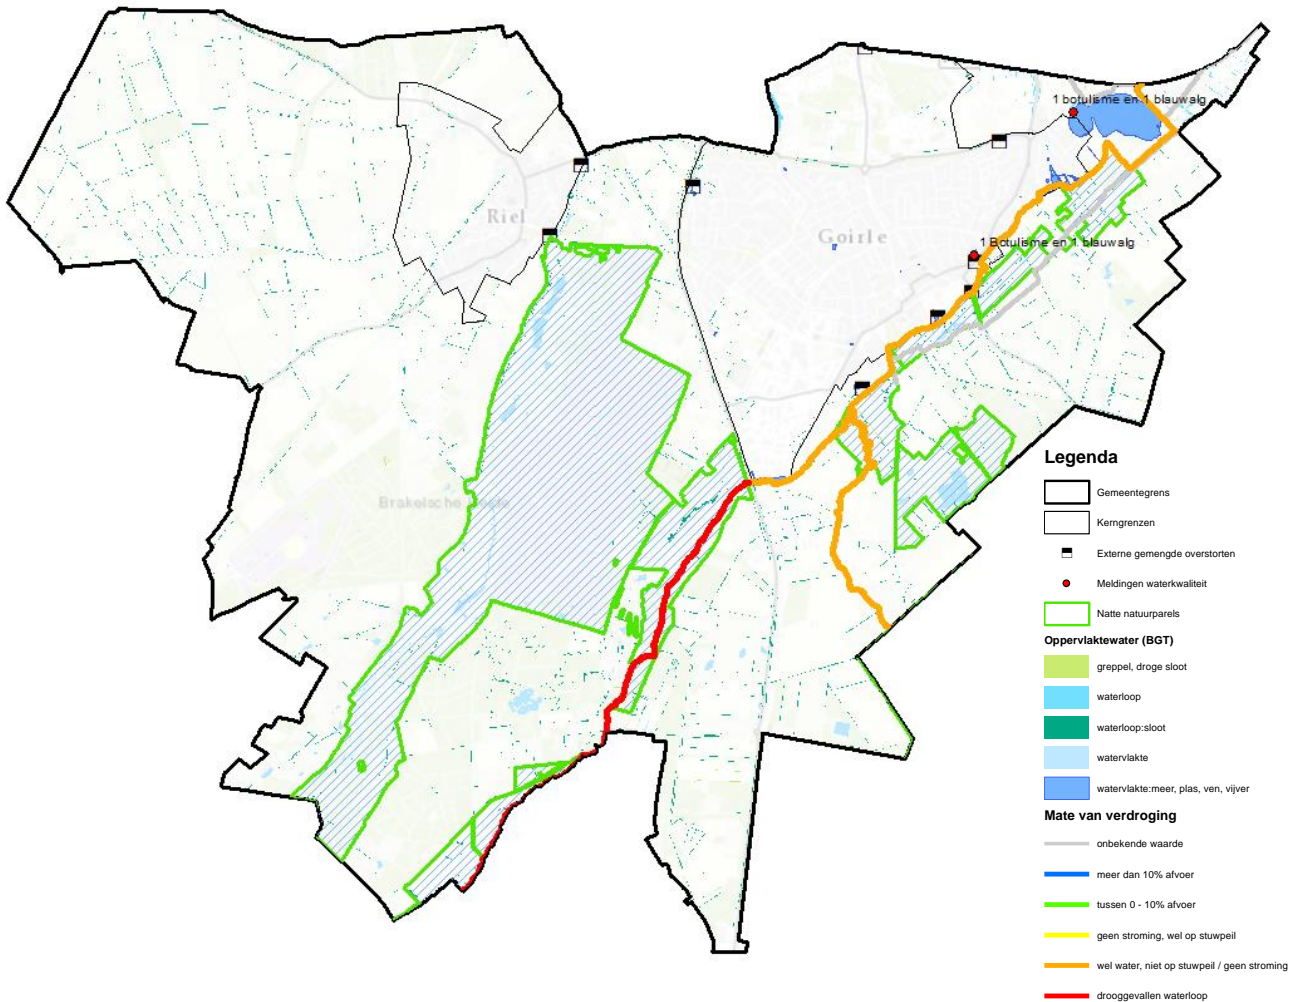 1 botulisme en 1 blauwalg
Riel
Goirle
1 Botulisme en 1 blauwalg
Brakelsche Heide
Legenda
Gemeentegrens
Kerngrenzen
Externe gemengde overstorten
Meldingen waterkwaliteit
Natte natuurparels
Oppervlaktewater (BGT)
greppel, droge sloot
waterloop
waterloop:sloot
watervlakte
watervlakte:meer, plas, ven, vijver
Mate van verdroging
onbekende waarde
meer dan 10% afvoer
tussen 0 - 10% afvoer
geen stroming, wel op stuwpeil
wel water, niet op stuwpeil / geen stroming
drooggevallen waterloop